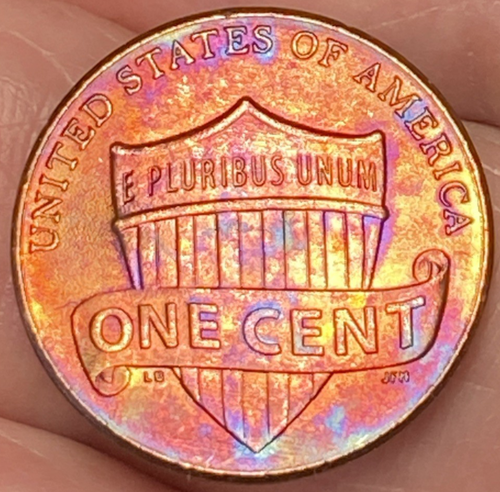 UNITED STATES OF AMERICA
E PLURIBUS UNUM
ONE CENT
LB JFM